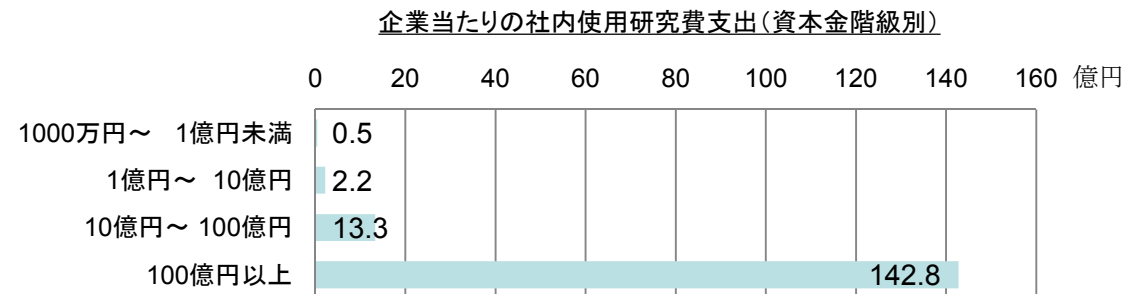 企業当たりの社内使用研究費支出(資本金階級別)
0 20 40 60 80 100 120 140 160 億円
1000万円～　1億円未満 0.5
1億円～ 10億円 2.2
10億円～ 100億円 13.3
100億円以上 142.8